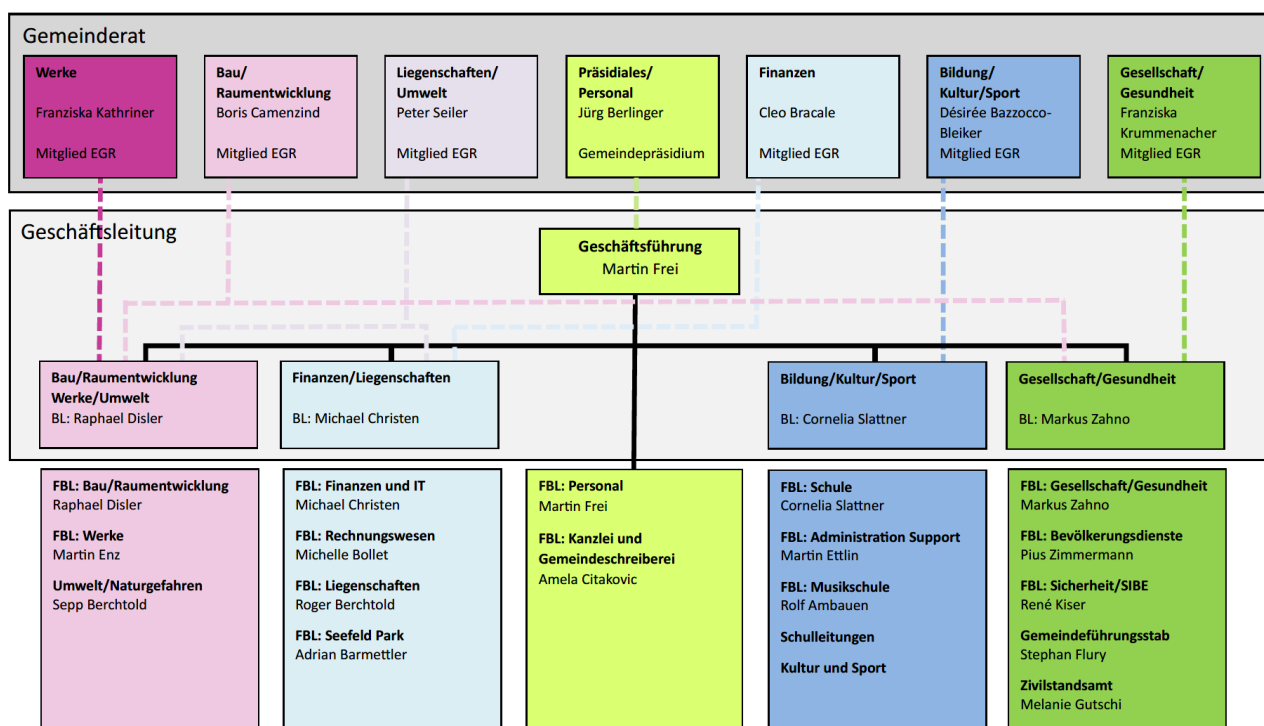 Gemeinderat
Werke
Franziska Kathriner
Mitglied EGR
Bau/
Raumentwicklung
Boris Camenzind
Mitglied EGR
Liegenschaften/
Umwelt
Peter Seiler
Mitglied EGR
Präsidiales/
Personal
Jürg Berlinger
Gemeindepräsidium
Finanzen
Cleo Bracale
Mitglied EGR
Bildung/
Kultur/Sport
Désirée Bazzocco-
Bleiker
Mitglied EGR
Gesellschaft/
Gesundheit
Franziska
Krummenacher
Mitglied EGR
Geschäftsleitung
Geschäftsführung
Martin Frei
Bau/Raumentwicklung
Werke/Umwelt
BL: Raphael Disler
Finanzen/Liegenschaften
BL: Michael Christen
Bildung/Kultur/Sport
BL: Cornelia Slattner
Gesellschaft/Gesundheit
BL: Markus Zahno
FBL: Bau/Raumentwicklung
Raphael Disler
FBL: Werke
Martin Enz
Umwelt/Naturgefahren
Sepp Berchtold
FBL: Finanzen und IT
Michael Christen
FBL: Rechnungswesen
Michelle Bollet
FBL: Liegenschaften
Roger Berchtold
FBL: Seefeld Park
Adrian Barmettler
FBL: Personal
Martin Frei
FBL: Kanzlei und
Gemeindeschreiberei
Amela Citakovic
FBL: Schule
Cornelia Slattner
FBL: Administration Support
Martin Ettlin
FBL: Musikschule
Rolf Ambauen
Schulleitungen
Kultur und Sport
FBL: Gesellschaft/Gesundheit
Markus Zahno
FBL: Bevölkerungsdienste
Pius Zimmermann
FBL: Sicherheit/SIBE
René Kiser
Gemeindeführungsstab
Stephan Flury
Zivilstandsamt
Melanie Gutschi